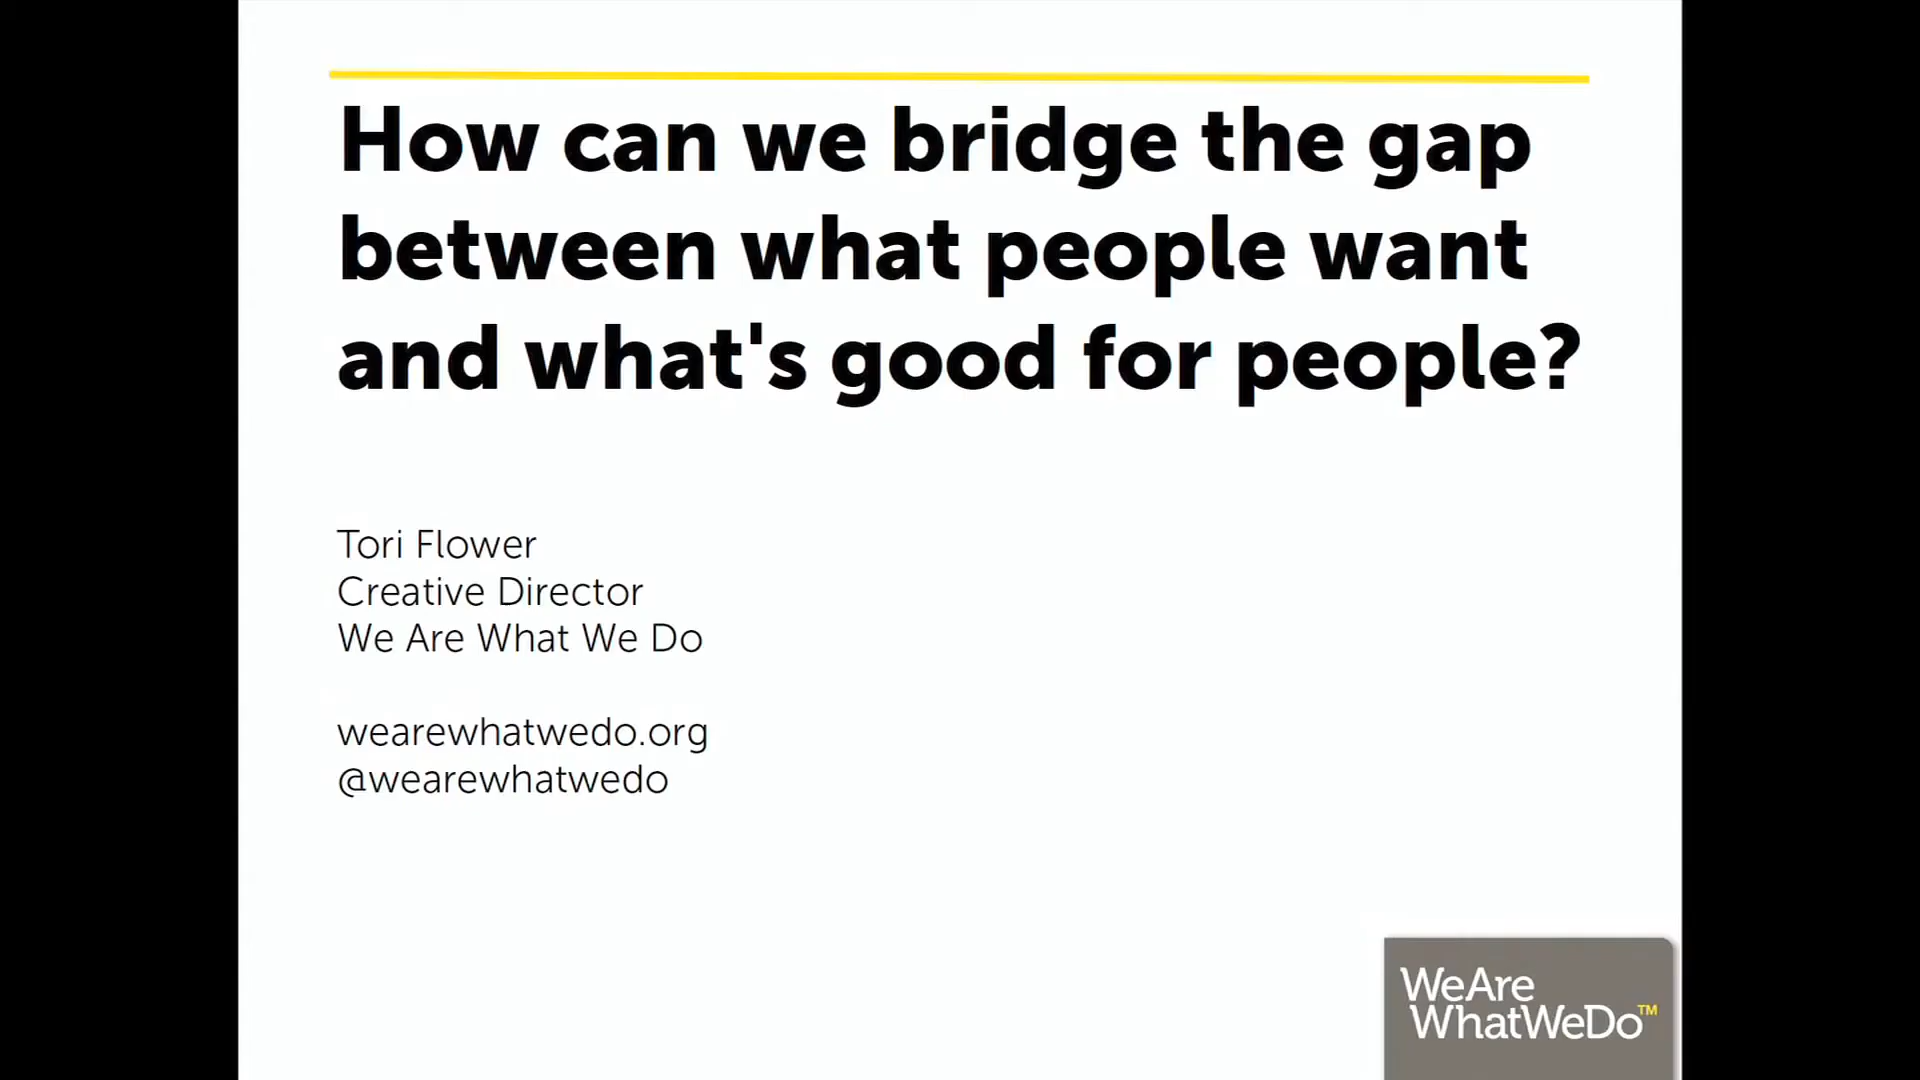 How can we bridge the gap
between what people want
and what's good for people?
Tori Flower
Creative Director
We Are What We Do
wearewhatwedo.org
@wearewhatwedo
WeAre
WhatWeDo™